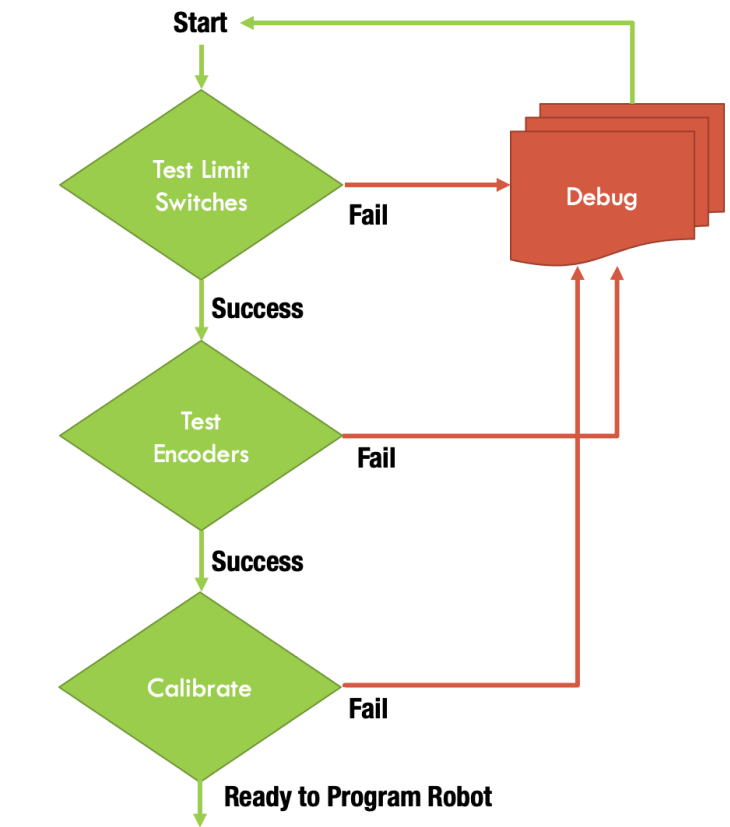 Start
Test Limit
Switches
Fail
Debug
Success
Test
Encoders
Fail
Success
Calibrate
Fail
Ready to Program Robot